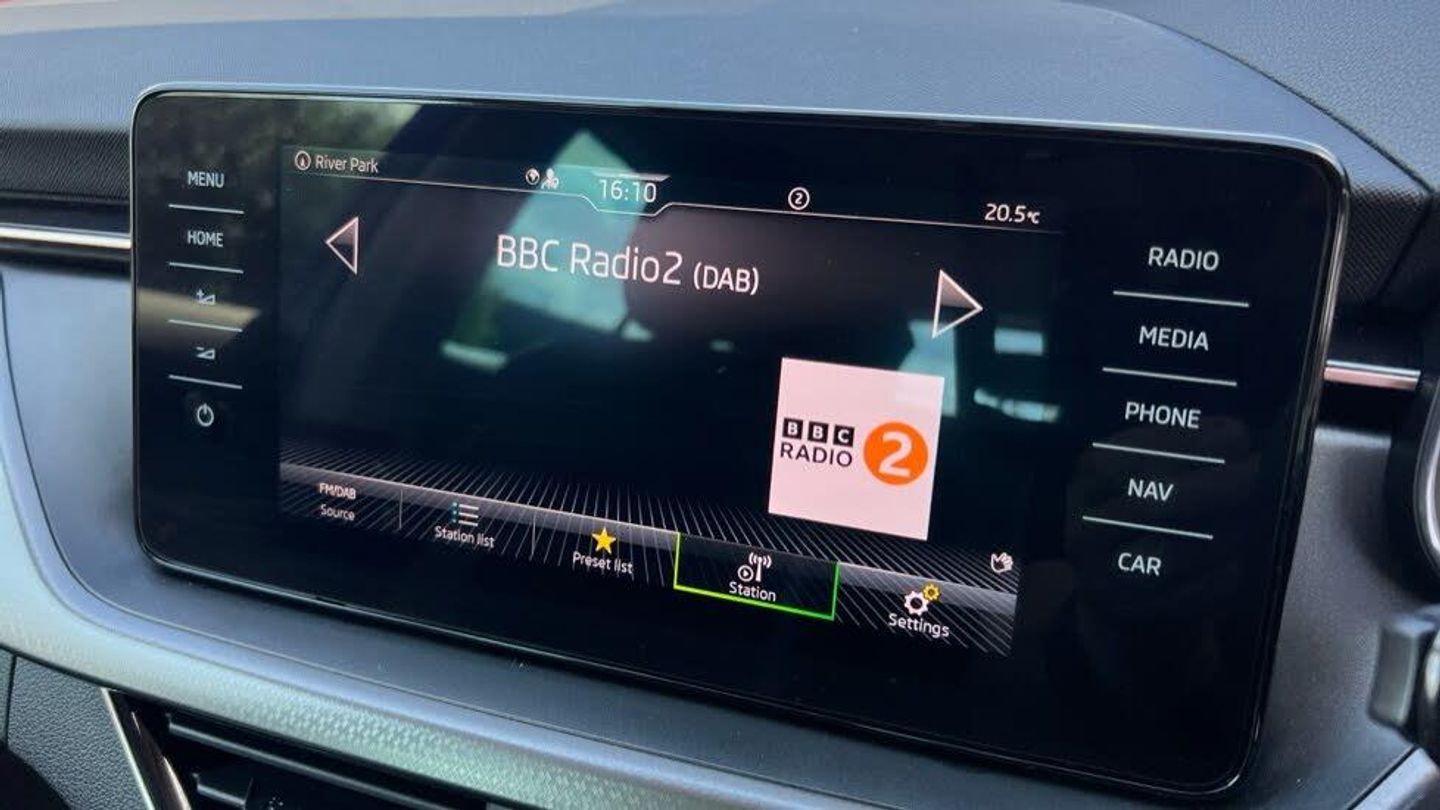 River Park
16:10
2
20.5°C
MENU
HOME
BBC Radio2 (DAB)
RADIO
MEDIA
PHONE
NAV
CAR
BBC
RADIO
2
FM/DAB
Source
Station list
Preset list
Station
Settings